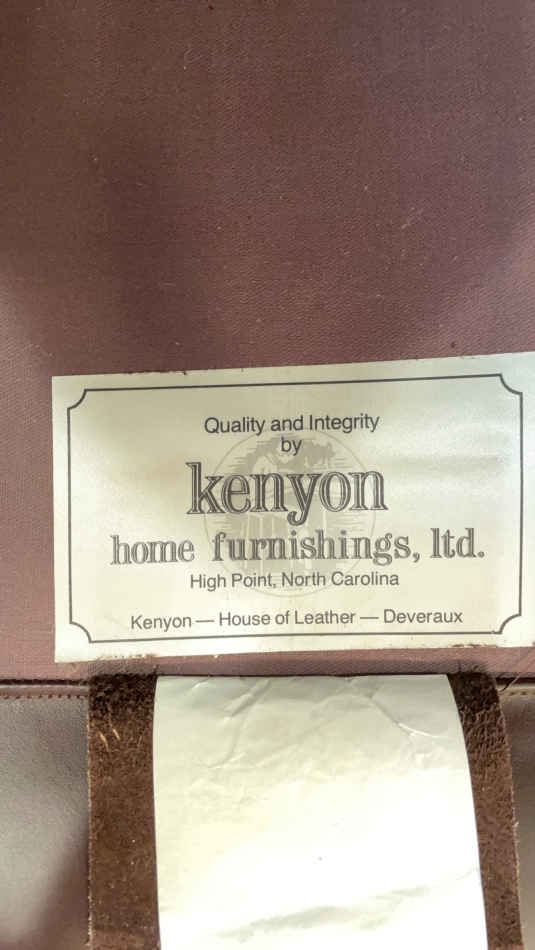 Quality and Integrity
by
kenyon
home furnishings, ltd.
High Point, North Carolina
Kenyon — House of Leather — Deveraux